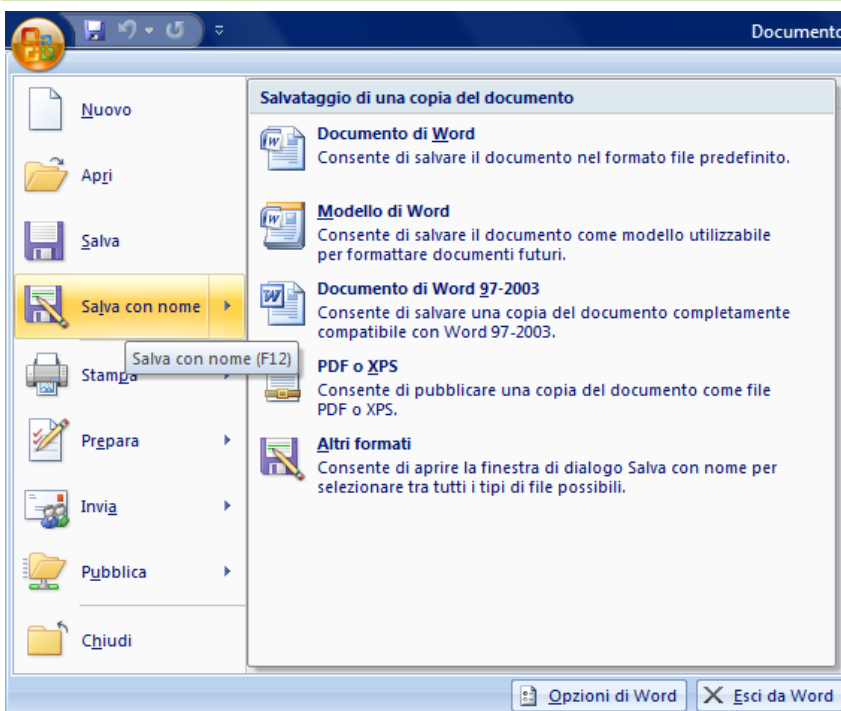 Documento
Nuovo
Apri
Salva
Salva con nome
Salva con nome (F12)
Stampa
Prepara
Invia
Pubblica
Chiudi
Salvataggio di una copia del documento
Documento di Word
Consente di salvare il documento nel formato file predefinito.
Modello di Word
Consente di salvare il documento come modello utilizzabile
per formattare documenti futuri.
Documento di Word 97-2003
Consente di salvare una copia del documento completamente
compatibile con Word 97-2003.
PDF o XPS
Consente di pubblicare una copia del documento come file
PDF o XPS.
Altri formati
Consente di aprire la finestra di dialogo Salva con nome per
selezionare tra tutti i tipi di file possibili.
Opzioni di Word
Esci da Word